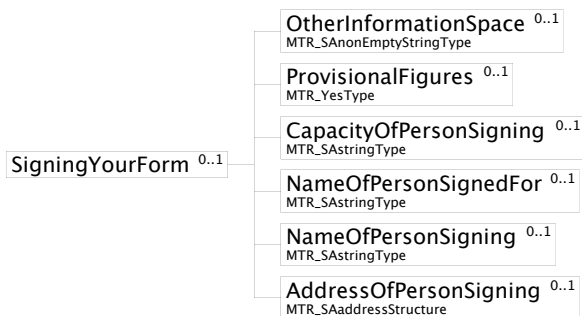 OtherInformationSpace 0..1
MTR_SAnonEmptyStringType
ProvisionalFigures 0..1
MTR_YesType
CapacityOfPersonSigning 0..1
MTR_SAstringType
SigningYourForm 0..1
NameOfPersonSignedFor 0..1
MTR_SAstringType
NameOfPersonSigning 0..1
MTR_SAstringType
AddressOfPersonSigning 0..1
MTR_SAaddressStructure